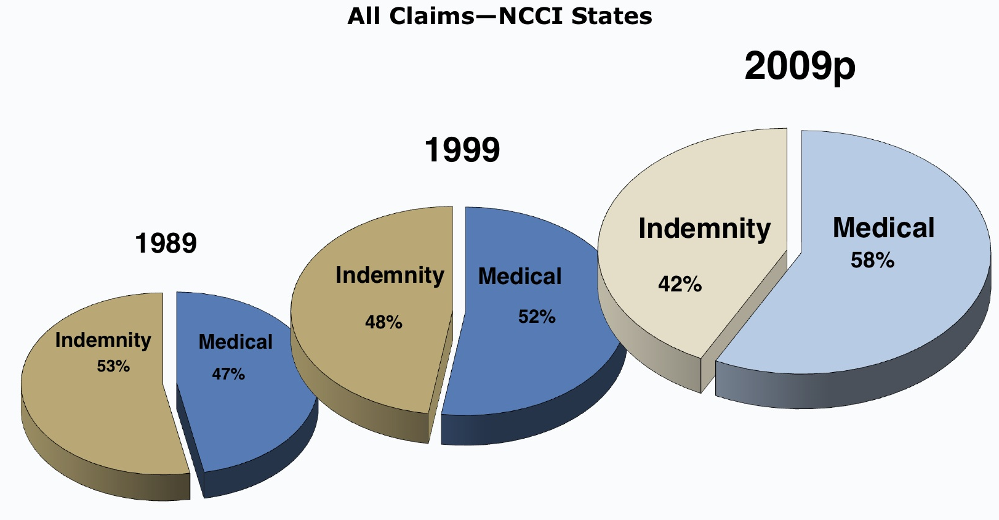 All Claims—NCCI States
1989
Indemnity
53%
Medical
47%
1999
Indemnity
48%
Medical
52%
2009p
Indemnity
42%
Medical
58%